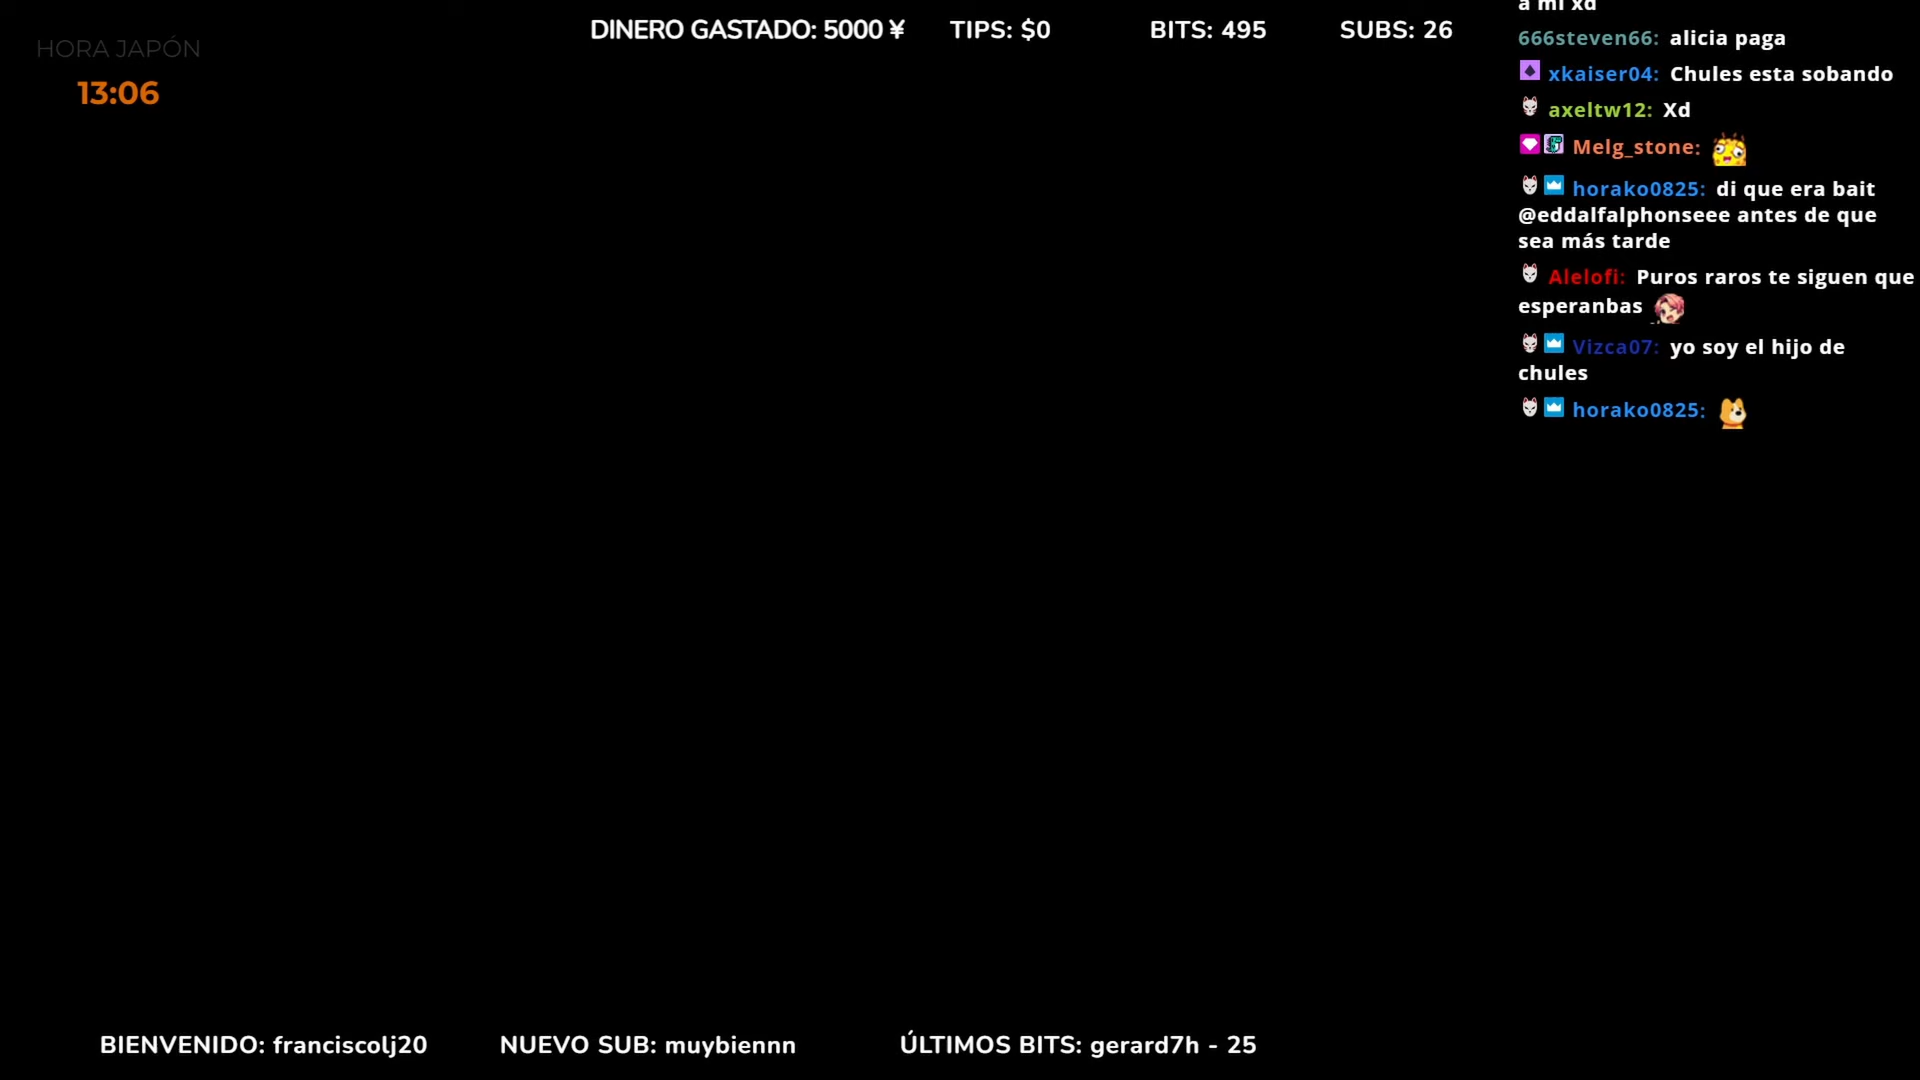 HORA JAPÓN
13:06
DINERO GASTADO: 5000 ¥
TIPS: $0
BITS: 495
SUBS: 26
a mi xd
666steven66: alicia paga
xkaiser04: Chules esta sobando
axeltw12: Xd
Melg_stone:
horako0825: di que era bait
@eddalfalphonseee antes de que
sea más tarde
Alelofi: Puros raros te siguen que
esperanbas
Vizca07: yo soy el hijo de
chules
horako0825:
BIENVENIDO: franciscolj20
NUEVO SUB: muybiennn
ÚLTIMOS BITS: gerard7h - 25